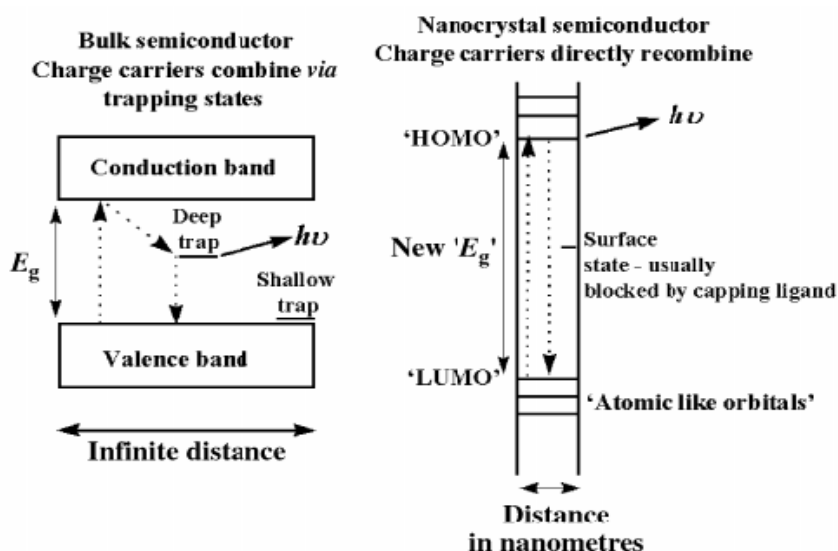 Bulk semiconductor
Charge carriers combine via
trapping states
Conduction band
Deep
trap
hυ
Eg
Shallow
trap
Valence band
Infinite distance
Nanocrystal semiconductor
Charge carriers directly recombine
hυ
‘HOMO’
New 'Eg'
Surface
state - usually
blocked by capping ligand
‘LUMO’
‘Atomic like orbitals’
Distance
in nanometres